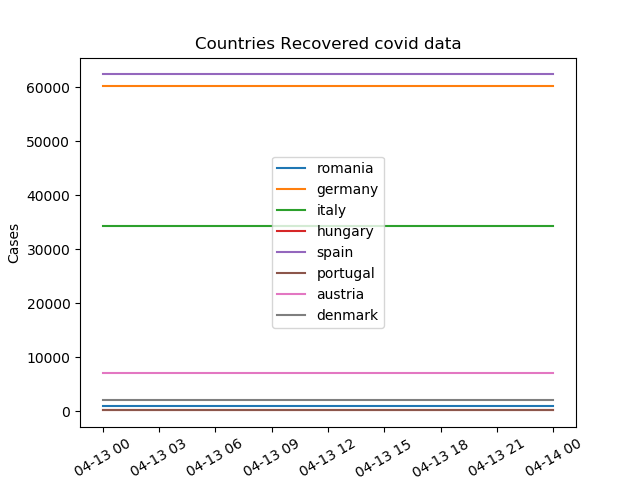 Countries Recovered covid data
60000
50000
40000
30000
20000
10000
0
Cases
romania
germany
italy
hungary
spain
portugal
austria
denmark
04-13 00
04-13 03
04-13 06
04-13 09
04-13 12
04-13 15
04-13 18
04-13 21
04-14 00